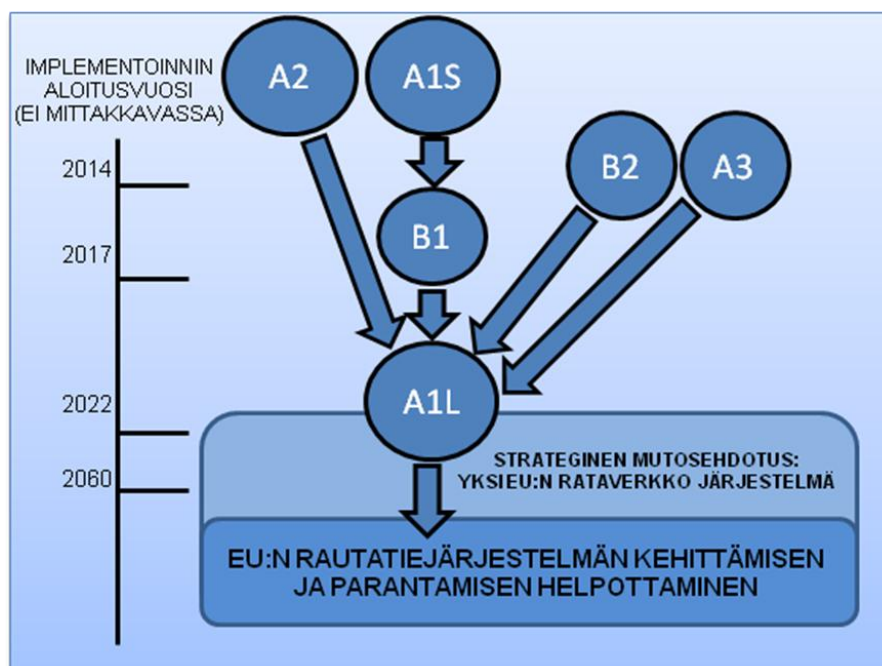 IMPLEMENTOINNIN
ALOITUSVUOSI
(EI MITTAKKAVASSA)
A2
A1S
2014
B2
A3
2017
B1
2022
A1L
2060
STRATEGINEN MUTOSEHDOTUS:
YKSIEU:N RATAVERKKO JÄRJESTELMÄ
EU:N RAUTATIEJÄRJESTELMÄN KEHITTÄMISEN
JA PARANTAMISEN HELPOTTAMINEN